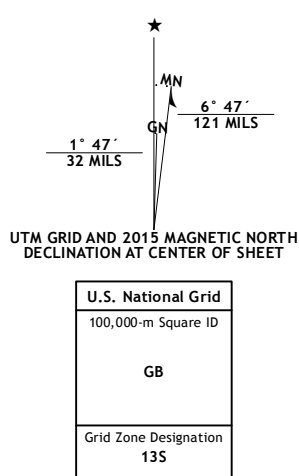 ★
MN
GN
6° 47´
121 MILS
1° 47´
32 MILS
UTM GRID AND 2015 MAGNETIC NORTH
DECLINATION AT CENTER OF SHEET
U.S. National Grid
100,000-m Square ID
GB
Grid Zone Designation
13S